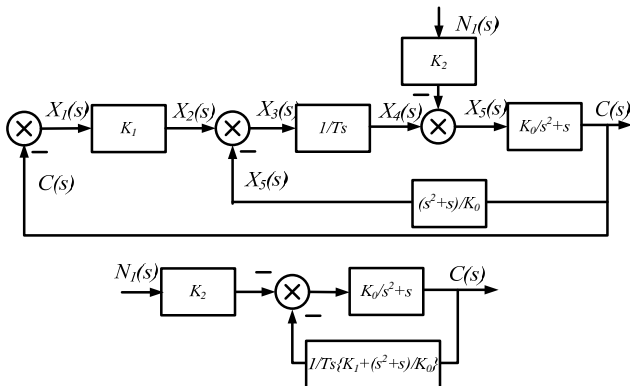 N₁(s)
K₂
X₁(s) K₁ X₂(s) X₃(s) 1/Ts X₄(s) X₅(s) K₀/s²+s C(s)
C(s) X₅(s) (s²+s)/K₀
N₁(s) K₂ K₀/s²+s C(s)
1/Ts{K₁+(s²+s)/K₀}